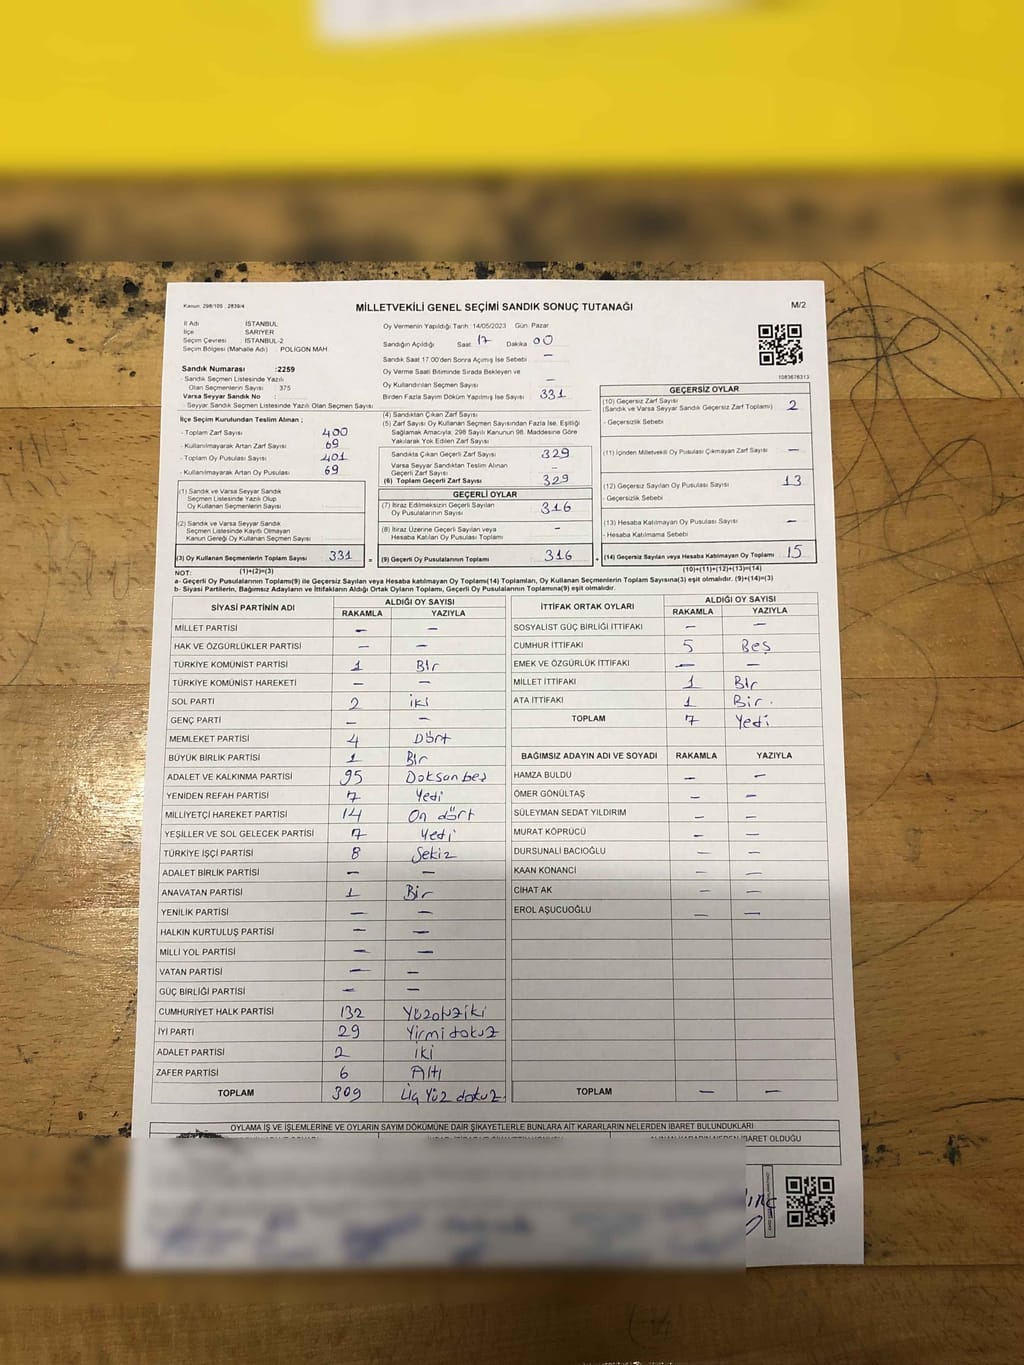 Kanun: 298/105 , 2839/4
MİLLETVEKİLİ GENEL SEÇİMİ SANDIK SONUÇ TUTANAĞI
M/2
İl Adı : İSTANBUL
İlçe : SARIYER
Seçim Çevresi : İSTANBUL-2
Seçim Bölgesi (Mahalle Adı) : POLİGON MAH.
Sandık Numarası :2259
- Sandık Seçmen Listesinde Yazılı
Olan Seçmenlerin Sayısı : 375
Varsa Seyyar Sandık No :
Seyyar Sandık Seçmen Listesinde Yazılı Olan Seçmen Sayısı
Oy Vermenin Yapıldığı Tarih :14/05/2023 Gün: Pazar
Sandığın Açıldığı Saat: 17 Dakika 00
Sandık Saat 17:00'den Sonra Açımış İse Sebebi : —
Oy Verme Saati Bitiminde Sırada Bekleyen ve
Oy Kullandırılan Seçmen Sayısı —
Birden Fazla Sayım Döküm Yapılmış İse Sayısı : 331
1083676313
İlçe Seçim Kurulundan Teslim Alınan ;
- Toplam Zarf Sayısı : 400
- Kullanılmayarak Artan Zarf Sayısı : 69
- Toplam Oy Pusulası Sayısı : 401
- Kullanılmayarak Artan Oy Pusulası : 69
(1) Sandık ve Varsa Seyyar Sandık
Seçmen Listesinde Yazılı Olup
Oy Kullanan Seçmenlerin Sayısı :
(2) Sandık ve Varsa Seyyar Sandık
Seçmen Listesinde Kayıtlı Olmayan
Kanun Gereği Oy Kullanan Seçmen Sayısı :
(3) Oy Kullanan Seçmenlerin Toplam Sayısı 331
(1)+(2)=(3)
(4) Sandıktan Çıkan Zarf Sayısı
(5) Zarf Sayısı Oy Kullanan Seçmen Sayısından Fazla İse, Eşitliği
Sağlamak Amacıyla; 298 Sayılı Kanunun 98. Maddesine Göre
Yakılarak Yok Edilen Zarf Sayısı
Sandıkta Çıkan Geçerli Zarf Sayısı 329
Varsa Seyyar Sandıktan Teslim Alınan
Geçerli Zarf Sayısı —
(6) Toplam Geçerli Zarf Sayısı 329
GEÇERLİ OYLAR
(7) İtiraz Edilmeksizin Geçerli Sayılan
Oy Pusulalarının Sayısı 316
(8) İtiraz Üzerine Geçerli Sayılan veya
Hesaba Katılan Oy Pusulası Sayısı —
= (9) Geçerli Oy Pusulalarının Toplamı 316
GEÇERSİZ OYLAR
(10) Geçersiz Zarf Sayısı
(Sandık ve Varsa Seyyar Sandık Geçersiz Zarf Toplamı) 2
- Geçersizlik Sebebi
(11) İçinden Milletvekili Oy Pusulası Çıkmayan Zarf Sayısı —
(12) Geçersiz Sayılan Oy Pusulası Sayısı 13
- Geçersizlik Sebebi
(13) Hesaba Katılmayan Oy Pusulası Sayısı —
- Hesaba Katılmama Sebebi
+ (14) Geçersiz Sayılan veya Hesaba Katılmayan Oy Toplamı 15
(10)+(11)+(12)+(13)=(14)
NOT:
a- Geçerli Oy Pusulalarının Toplamı(9) ile Geçersiz Sayılan veya Hesaba katılmayan Oy Toplam(14) Toplamları, Oy Kullanan Seçmenlerin Toplam Sayısına(3) eşit olmalıdır. (9)+(14)=(3)
b- Siyasi Partilerin, Bağımsız Adayların ve İttifakların Aldığı Ortak Oyların Toplamı, Geçerli Oy Pusulalarının Toplamına(9) eşit olmalıdır.
SİYASİ PARTİNİN ADI ALDIĞI OY SAYISI
RAKAMLA YAZIYLA
MİLLET PARTİSİ — —
HAK VE ÖZGÜRLÜKLER PARTİSİ — —
TÜRKİYE KOMÜNİST PARTİSİ 1 Bir
TÜRKİYE KOMÜNİST HAREKETİ — —
SOL PARTİ 2 iki
GENÇ PARTİ — —
MEMLEKET PARTİSİ 4 Dört
BÜYÜK BİRLİK PARTİSİ 1 Bir
ADALET VE KALKINMA PARTİSİ 95 Doksan beş
YENİDEN REFAH PARTİSİ 7 Yedi
MİLLİYETÇİ HAREKET PARTİSİ 14 On dört
YEŞİLLER VE SOL GELECEK PARTİSİ 7 Yedi
TÜRKİYE İŞÇİ PARTİSİ 8 Sekiz
ADALET BİRLİK PARTİSİ — —
ANAVATAN PARTİSİ 1 Bir
YENİLİK PARTİSİ — —
HALKIN KURTULUŞ PARTİSİ — —
MİLLİ YOL PARTİSİ — —
VATAN PARTİSİ — —
GÜÇ BİRLİĞİ PARTİSİ — —
CUMHURİYET HALK PARTİSİ 132 Yüzotuziki
İYİ PARTİ 29 Yirmi dokuz
ADALET PARTİSİ 2 iki
ZAFER PARTİSİ 6 Altı
TOPLAM 309 Üç Yüz dokuz
İTTİFAK ORTAK OYLARI ALDIĞI OY SAYISI
RAKAMLA YAZIYLA
SOSYALİST GÜÇ BİRLİĞİ İTTİFAKI — —
CUMHUR İTTİFAKI 5 Beş
EMEK VE ÖZGÜRLÜK İTTİFAKI — —
MİLLET İTTİFAKI 1 Bir
ATA İTTİFAKI 1 Bir.
TOPLAM 7 Yedi
BAĞIMSIZ ADAYIN ADI VE SOYADI RAKAMLA YAZIYLA
HAMZA BULDU — —
ÖMER GÖNÜLTAŞ — —
SÜLEYMAN SEDAT YILDIRIM — —
MURAT KÖPRÜCÜ — —
DURSUNALİ BACIOĞLU — —
KAAN KONANCİ — —
CİHAT AK — —
EROL AŞUCUOĞLU — —
TOPLAM — —
OYLAMA İŞ VE İŞLEMLERİNE VE OYLARIN SAYIM DÖKÜMÜNE DAİR ŞİKAYETLERLE BUNLARA AİT KARARLARIN NELERDEN İBARET BULUNDUKLARI